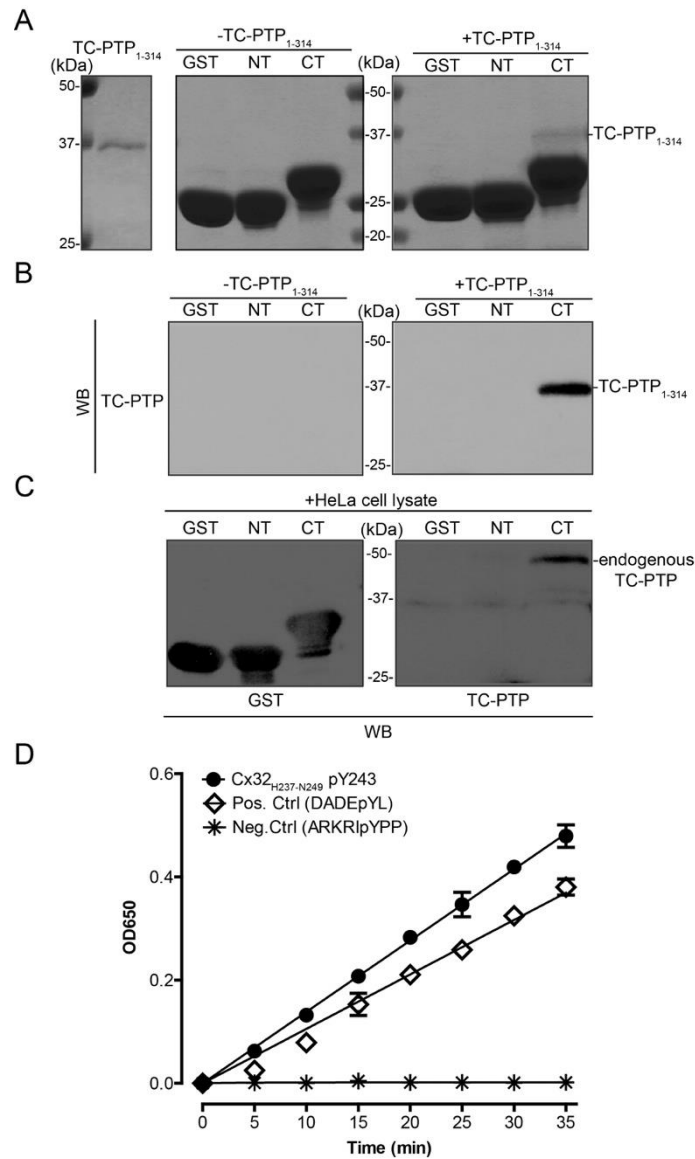 A
TC-PTP1-314
(kDa)
50-
37-
25-
-TC-PTP1-314
GST NT CT
-50-
-37-
-25-
-20-
+TC-PTP1-314
GST NT CT
-TC-PTP1-314
B
-TC-PTP1-314
GST NT CT
(kDa)
-50-
-37-
-25-
+TC-PTP1-314
GST NT CT
-TC-PTP1-314
WB
TC-PTP
C
+HeLa cell lysate
GST NT CT
(kDa)
-50-
-37-
-25-
GST NT CT
-endogenous
TC-PTP
GST
TC-PTP
WB
D
Cx32H237-N249 pY243
Pos. Ctrl (DADEpYL)
Neg.Ctrl (ARKRIpYPP)
OD650
0.6
0.4
0.2
0.0
0 5 10 15 20 25 30 35
Time (min)